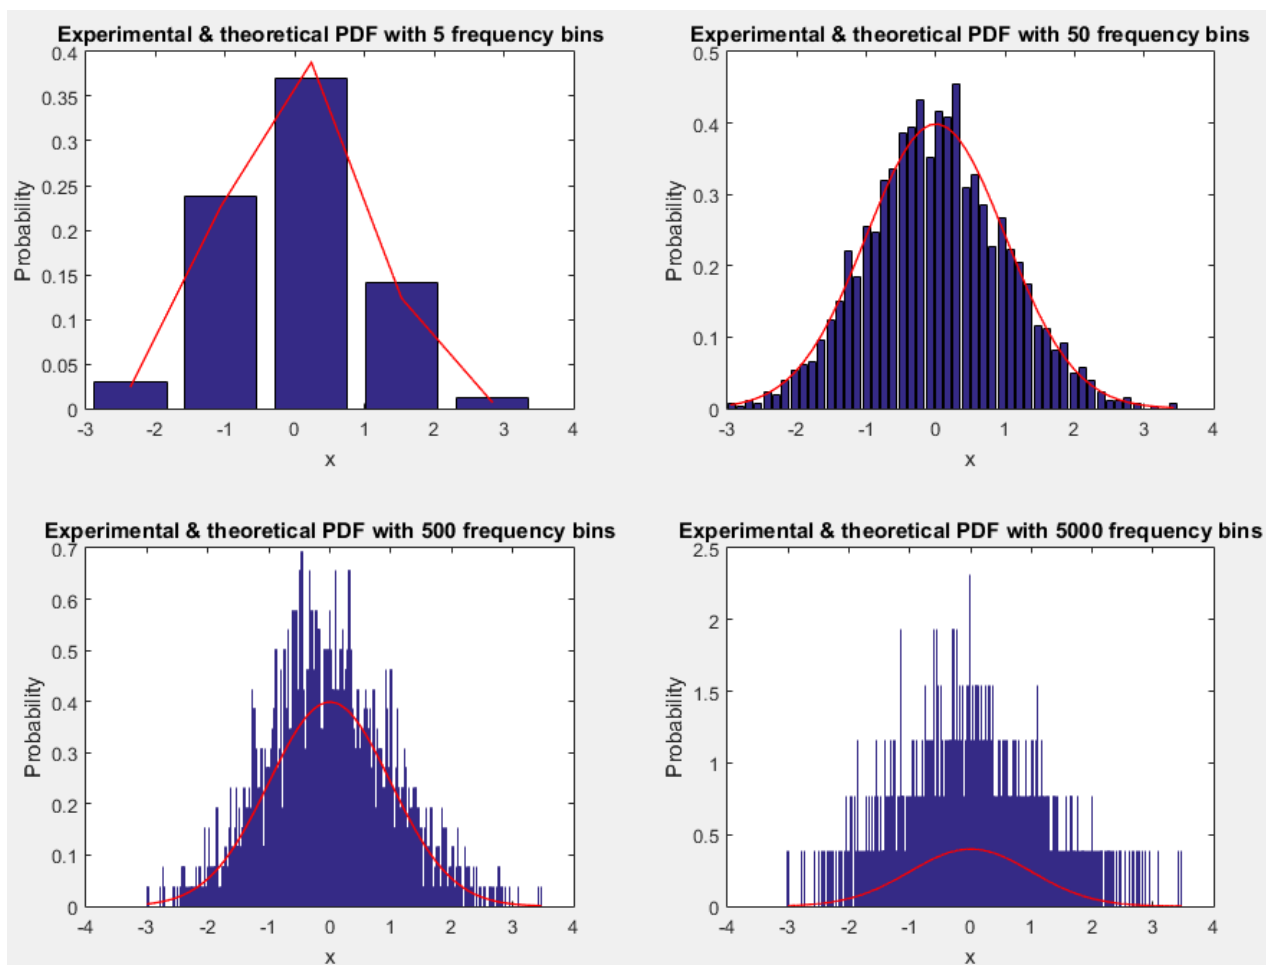 Experimental & theoretical PDF with 5 frequency bins
0.4
0.35
0.3
0.25
0.2
0.15
0.1
0.05
0
Probability
-3 -2 -1 0 1 2 3 4
x
Experimental & theoretical PDF with 50 frequency bins
0.5
0.4
0.3
0.2
0.1
0
Probability
-3 -2 -1 0 1 2 3 4
x
Experimental & theoretical PDF with 500 frequency bins
0.7
0.6
0.5
0.4
0.3
0.2
0.1
0
Probability
-4 -3 -2 -1 0 1 2 3 4
x
Experimental & theoretical PDF with 5000 frequency bins
2.5
2
1.5
1
0.5
0
Probability
-4 -3 -2 -1 0 1 2 3 4
x